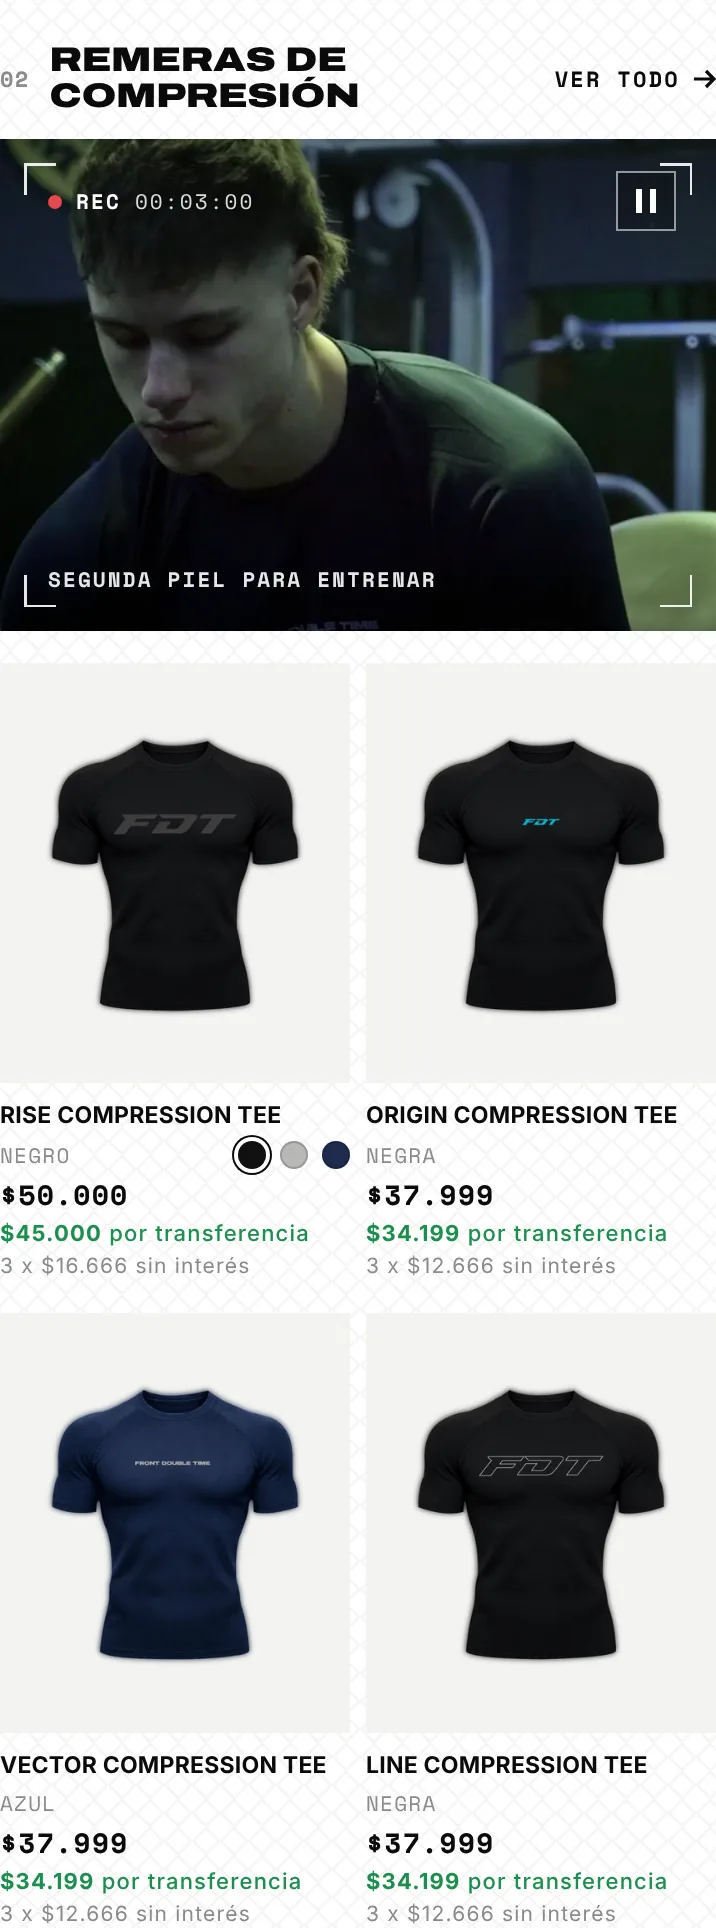 02
REMERAS DE
COMPRESIÓN
VER TODO →
REC 00:03:00
SEGUNDA PIEL PARA ENTRENAR
FDT
FDT
RISE COMPRESSION TEE
NEGRO
$50.000
$45.000 por transferencia
3 x $16.666 sin interés
ORIGIN COMPRESSION TEE
NEGRA
$37.999
$34.199 por transferencia
3 x $12.666 sin interés
FRONT DOUBLE TIME
FDT
VECTOR COMPRESSION TEE
AZUL
$37.999
$34.199 por transferencia
3 x $12.666 sin interés
LINE COMPRESSION TEE
NEGRA
$37.999
$34.199 por transferencia
3 x $12.666 sin interés